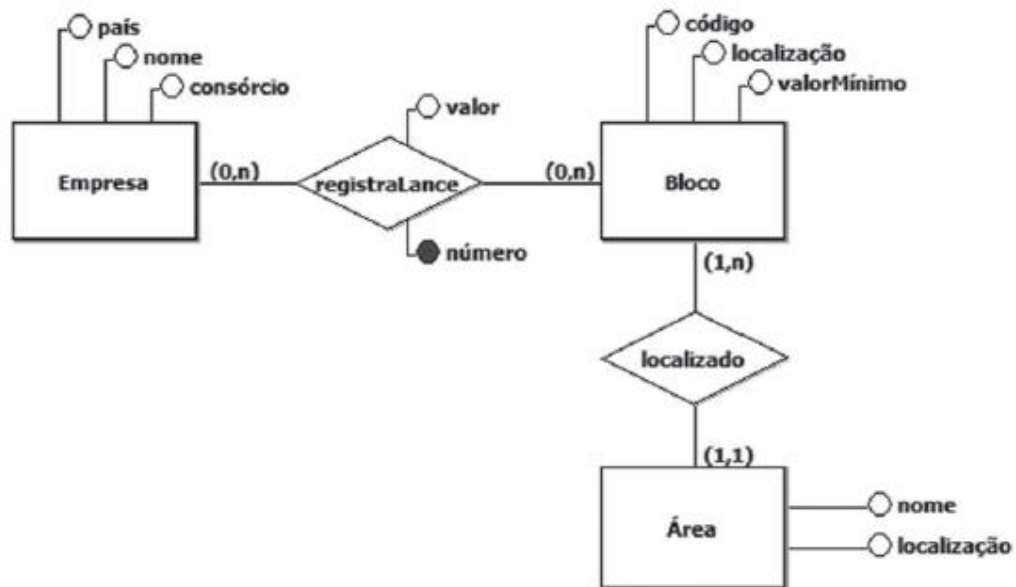 país
nome
consórcio
Empresa
(0,n)
valor
registraLance
número
(0,n)
código
localização
valorMínimo
Bloco
(1,n)
localizado
(1,1)
Área
nome
localização